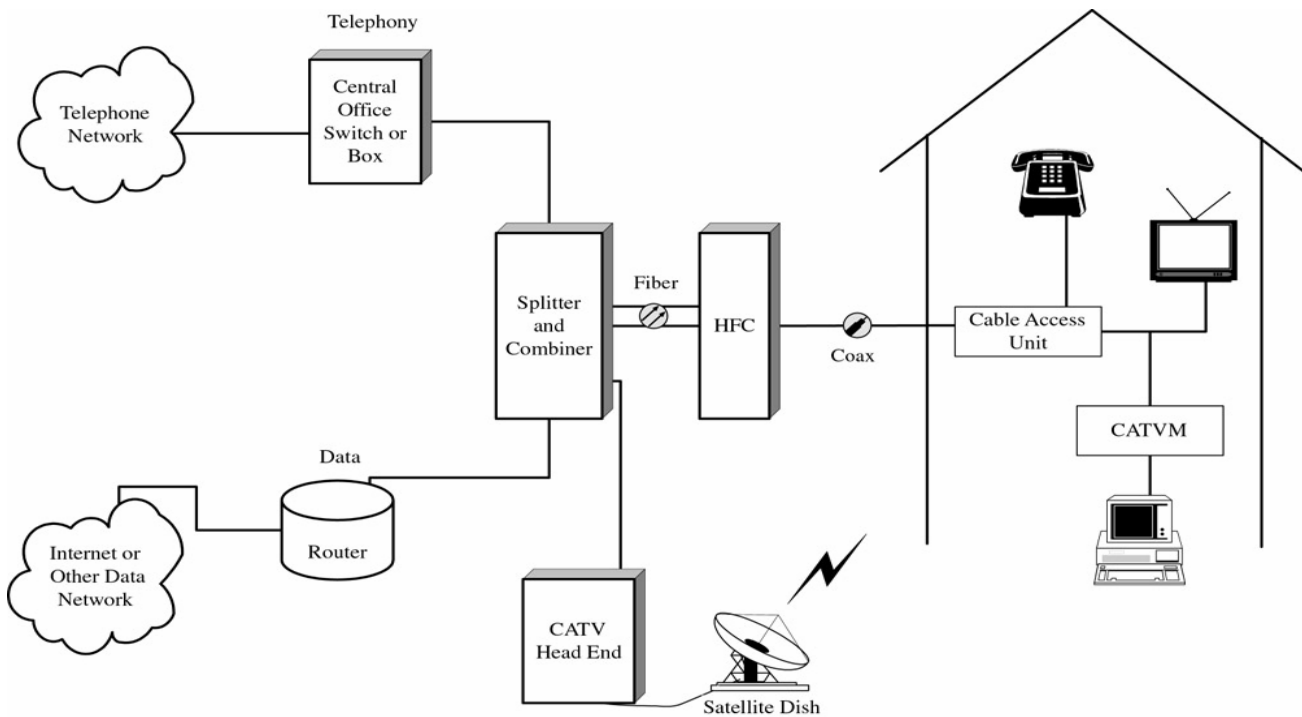 Telephony
Telephone
Network
Central
Office
Switch or
Box
Splitter
and
Combiner
Fiber
HFC
Coax
Cable Access
Unit
CATVM
Data
Router
Internet or
Other Data
Network
CATV
Head End
Satellite Dish